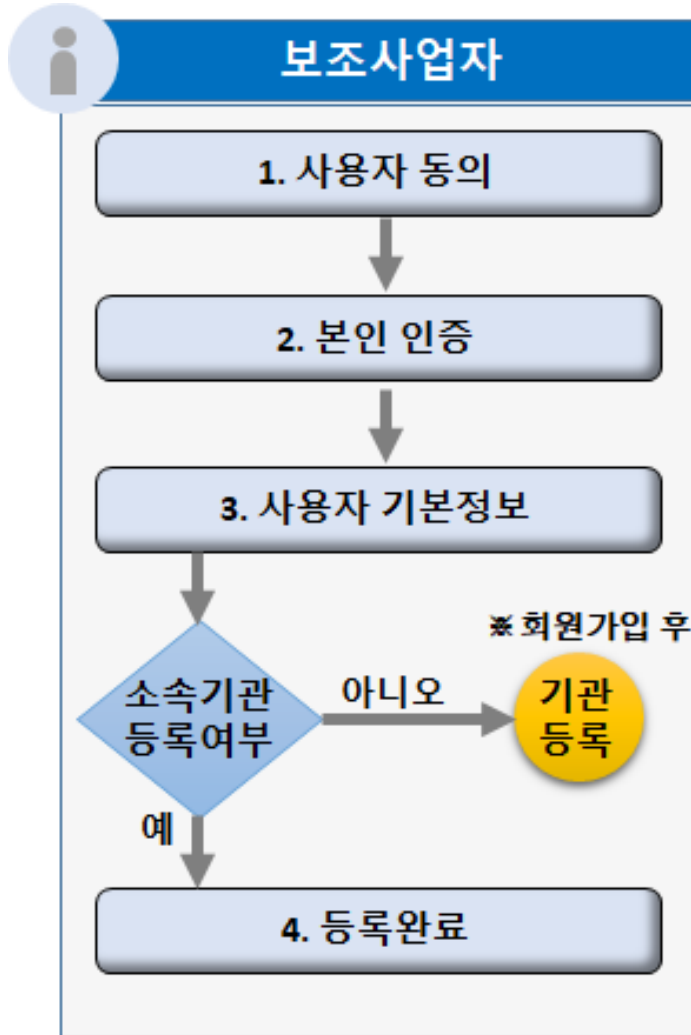 보조사업자
1. 사용자 동의
2. 본인 인증
3. 사용자 기본정보
※ 회원가입 후
소속기관
등록여부
아니오
기관
등록
예
4. 등록완료